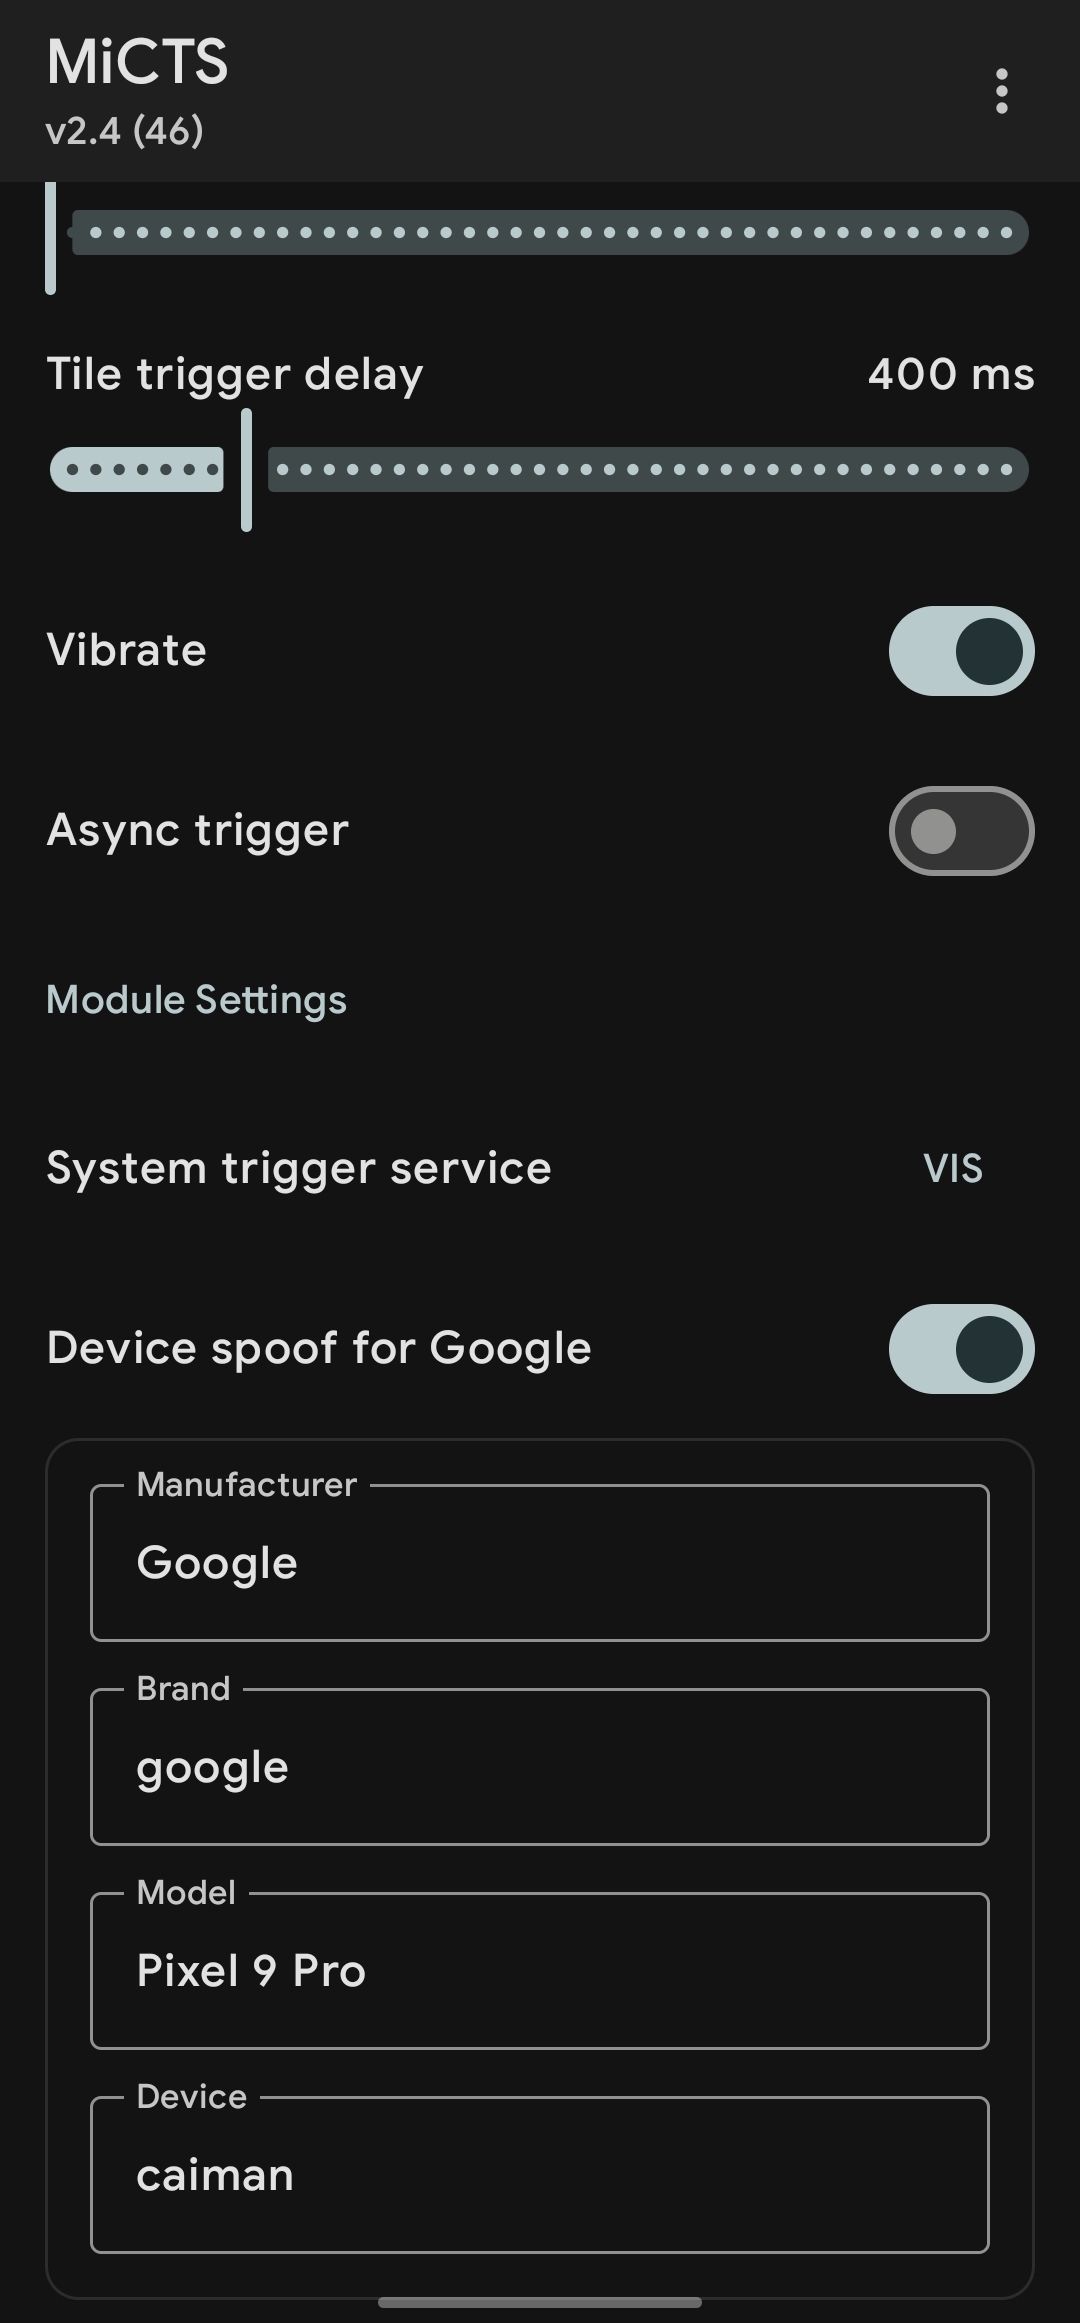 MiCTS
v2.4 (46)
Tile trigger delay 400 ms
Vibrate
Async trigger
Module Settings
System trigger service VIS
Device spoof for Google
Manufacturer
Google
Brand
google
Model
Pixel 9 Pro
Device
caiman